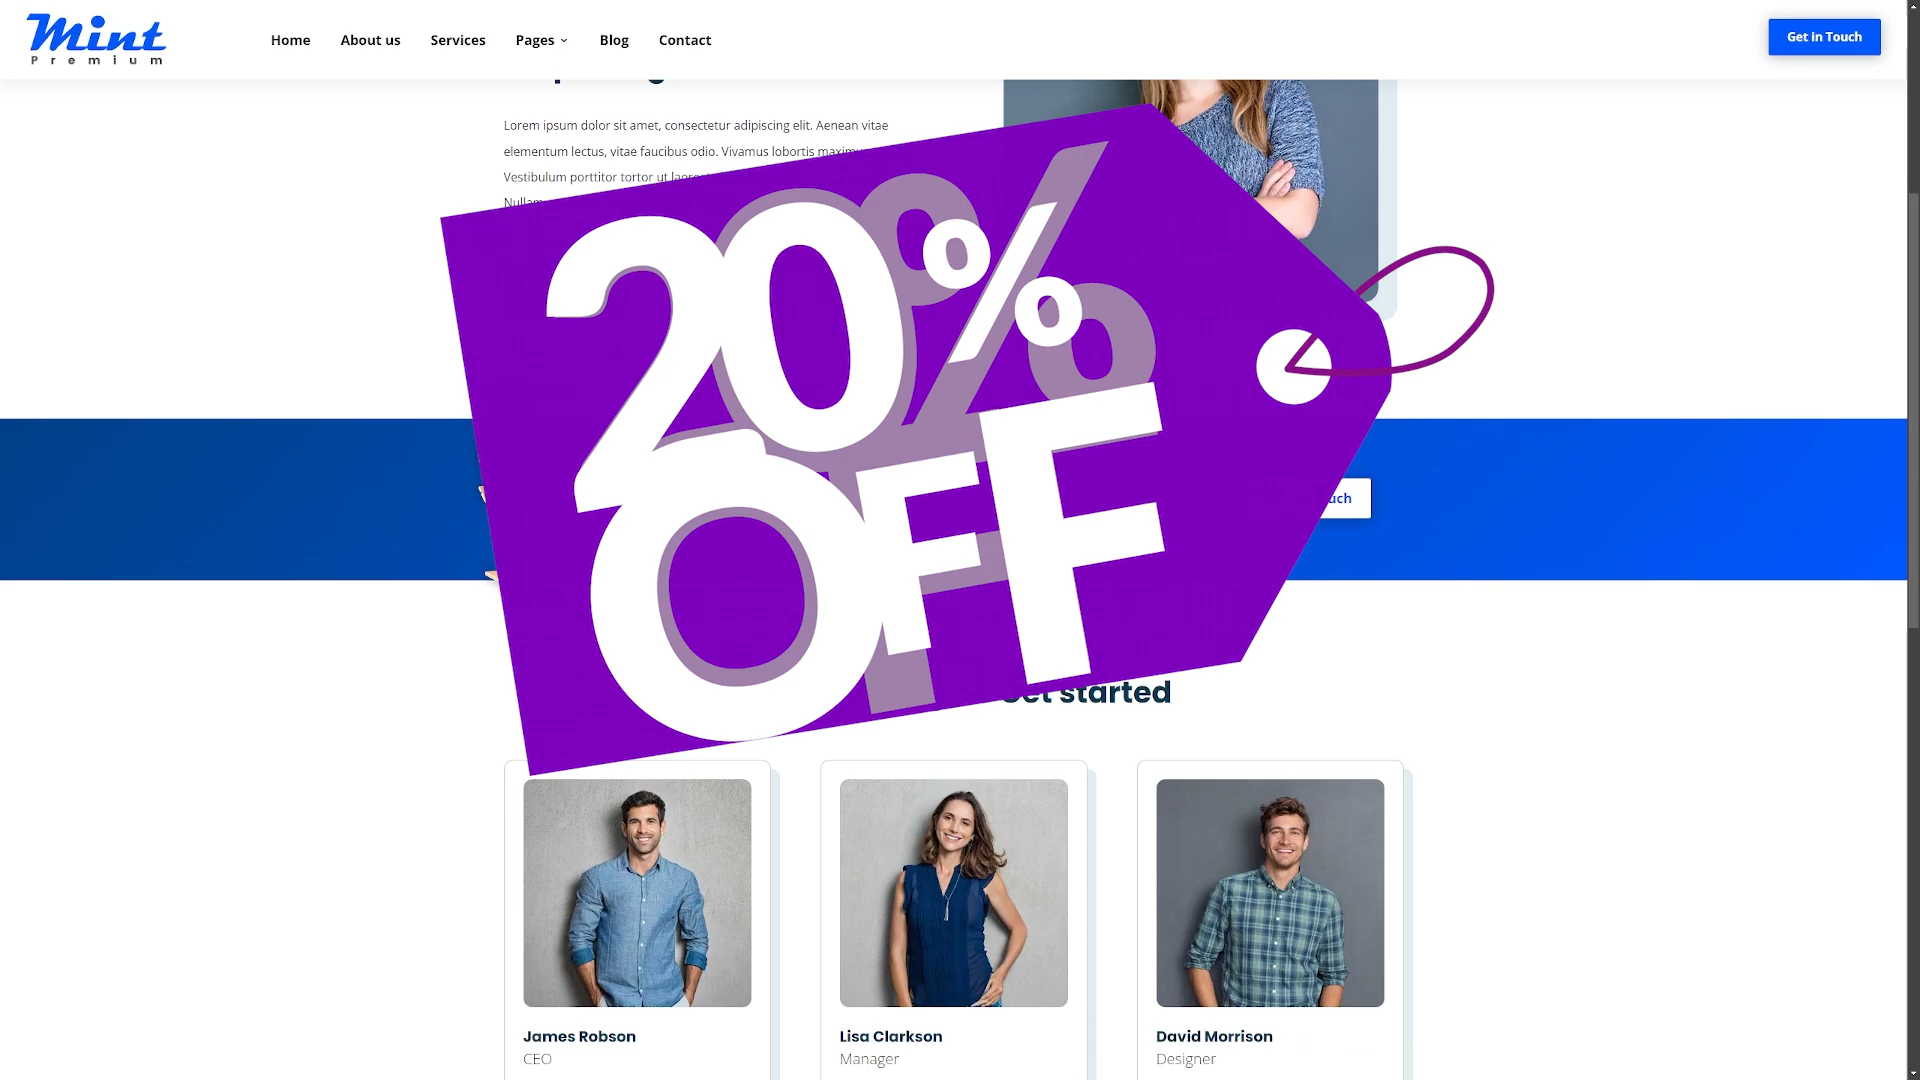 Mint
Premium
Home
About us
Services
Pages
Blog
Contact
Get in Touch
Lorem ipsum dolor sit amet, consectetur adipiscing elit. Aenean vitae
elementum lectus, vitae faucibus odio. Vivamus lobortis
Vestibulum porttitor tortor ut
20%
OFF
Get started
James Robson
CEO
Lisa Clarkson
Manager
David Morrison
Designer